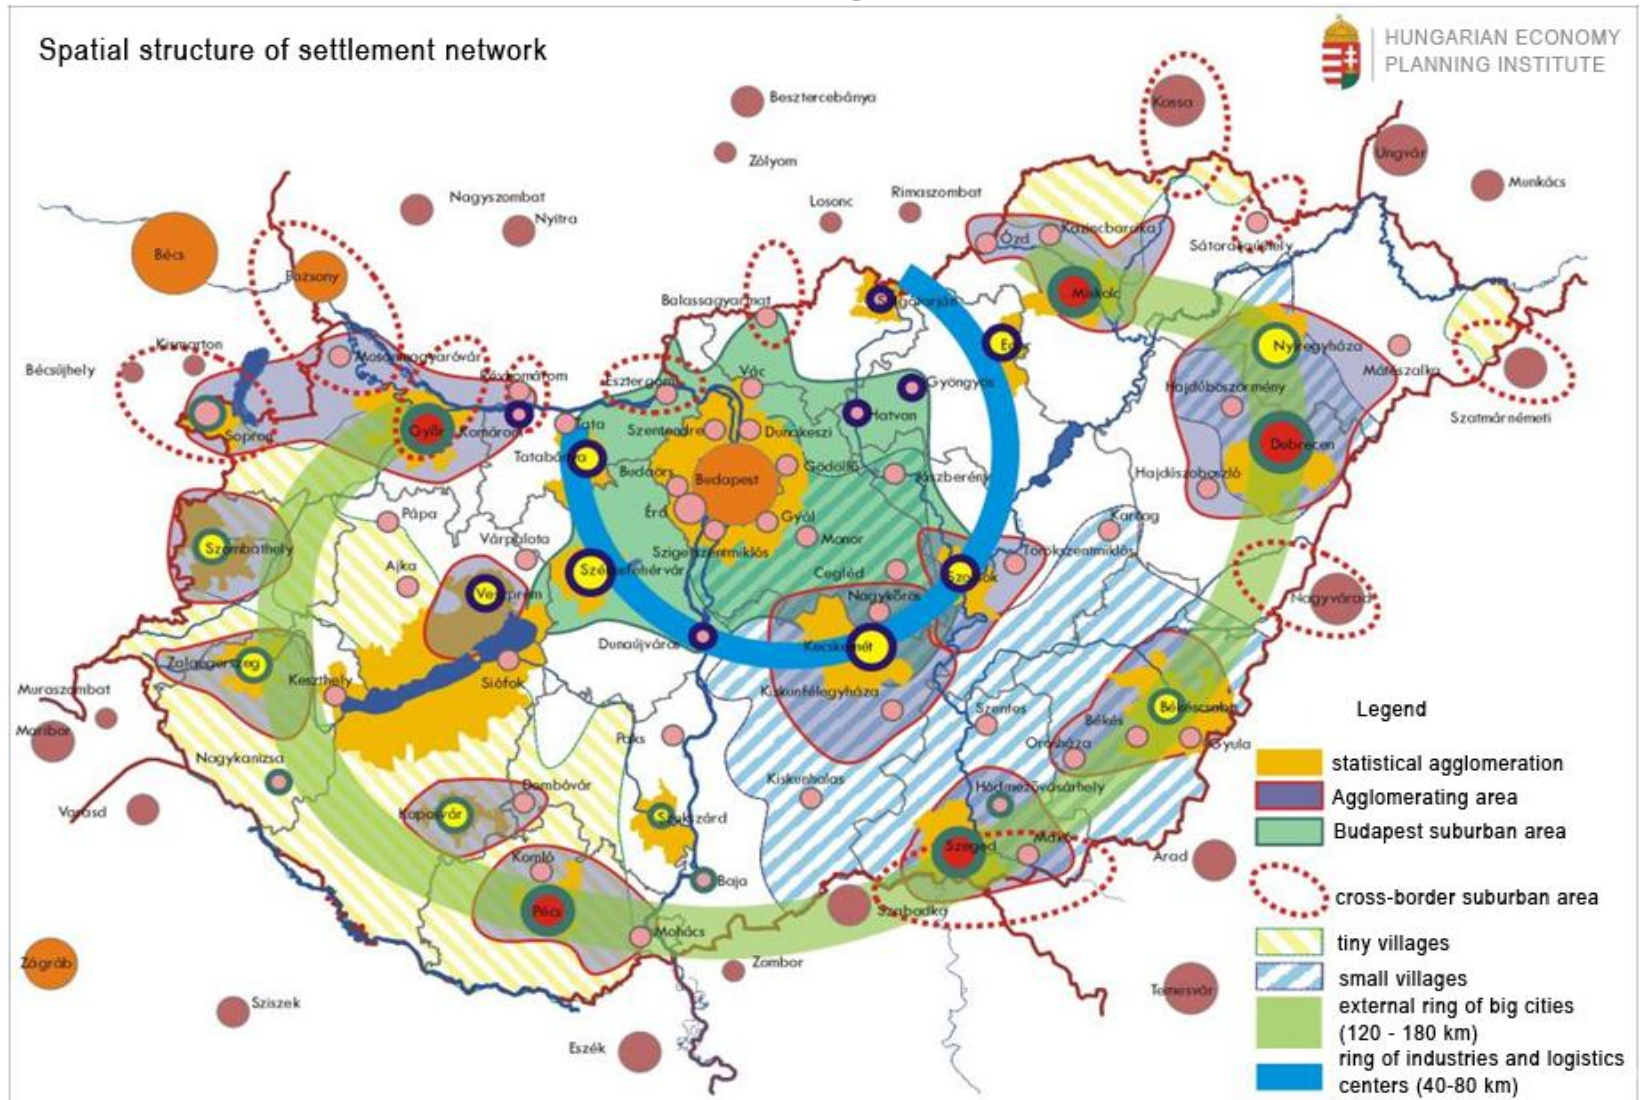 Spatial structure of settlement network
HUNGARIAN ECONOMY
PLANNING INSTITUTE
Besztercebánya
Kossa
Ungvár
Zólyom
Munkács
Nagyszombat
Nyitra
Losonc
Rimaszombat
Ózd
Kazincbarcika
Sátoraljaújhely
Bécs
Pozsony
Miskolc
Balassagyarmat
Salgótarján
Eger
Nyíregyháza
Kismarton
Mosonmagyaróvár
Bécsújhely
Révkomárom
Esztergom
Vác
Gyöngyös
Hajdúböszörmény
Mátészalka
Szatmárnémeti
Sopron
Győr
Komárom
Tata
Szentendre
Dunakeszi
Hatvan
Debrecen
Tatabánya
Budaörs
Budapest
Gödöllő
Jászberény
Hajdúszoboszló
Pápa
Érd
Gyál
Karcag
Várpalota
Szigetszentmiklós
Monor
Törökszentmiklós
Szombathely
Ajka
Székesfehérvár
Cegléd
Szolnok
Veszprém
Nagykőrös
Nagyvárad
Dunaújváros
Kecskemét
Zalaegerszeg
Keszthely
Siófok
Kiskunfélegyháza
Muraszombat
Szentes
Békés
Békéscsaba
Maribor
Paks
Orosháza
Gyula
Nagykanizsa
Kiskunhalas
Hódmezővásárhely
Dombóvár
Varasd
Kaposvár
Szekszárd
Komló
Szeged
Makó
Arad
Baja
Pécs
Szabadka
Mohács
Zágráb
Zombor
Temesvár
Sziszek
Eszék
Legend
statistical agglomeration
Agglomerating area
Budapest suburban area
cross-border suburban area
tiny villages
small villages
external ring of big cities
(120 - 180 km)
ring of industries and logistics
centers (40-80 km)